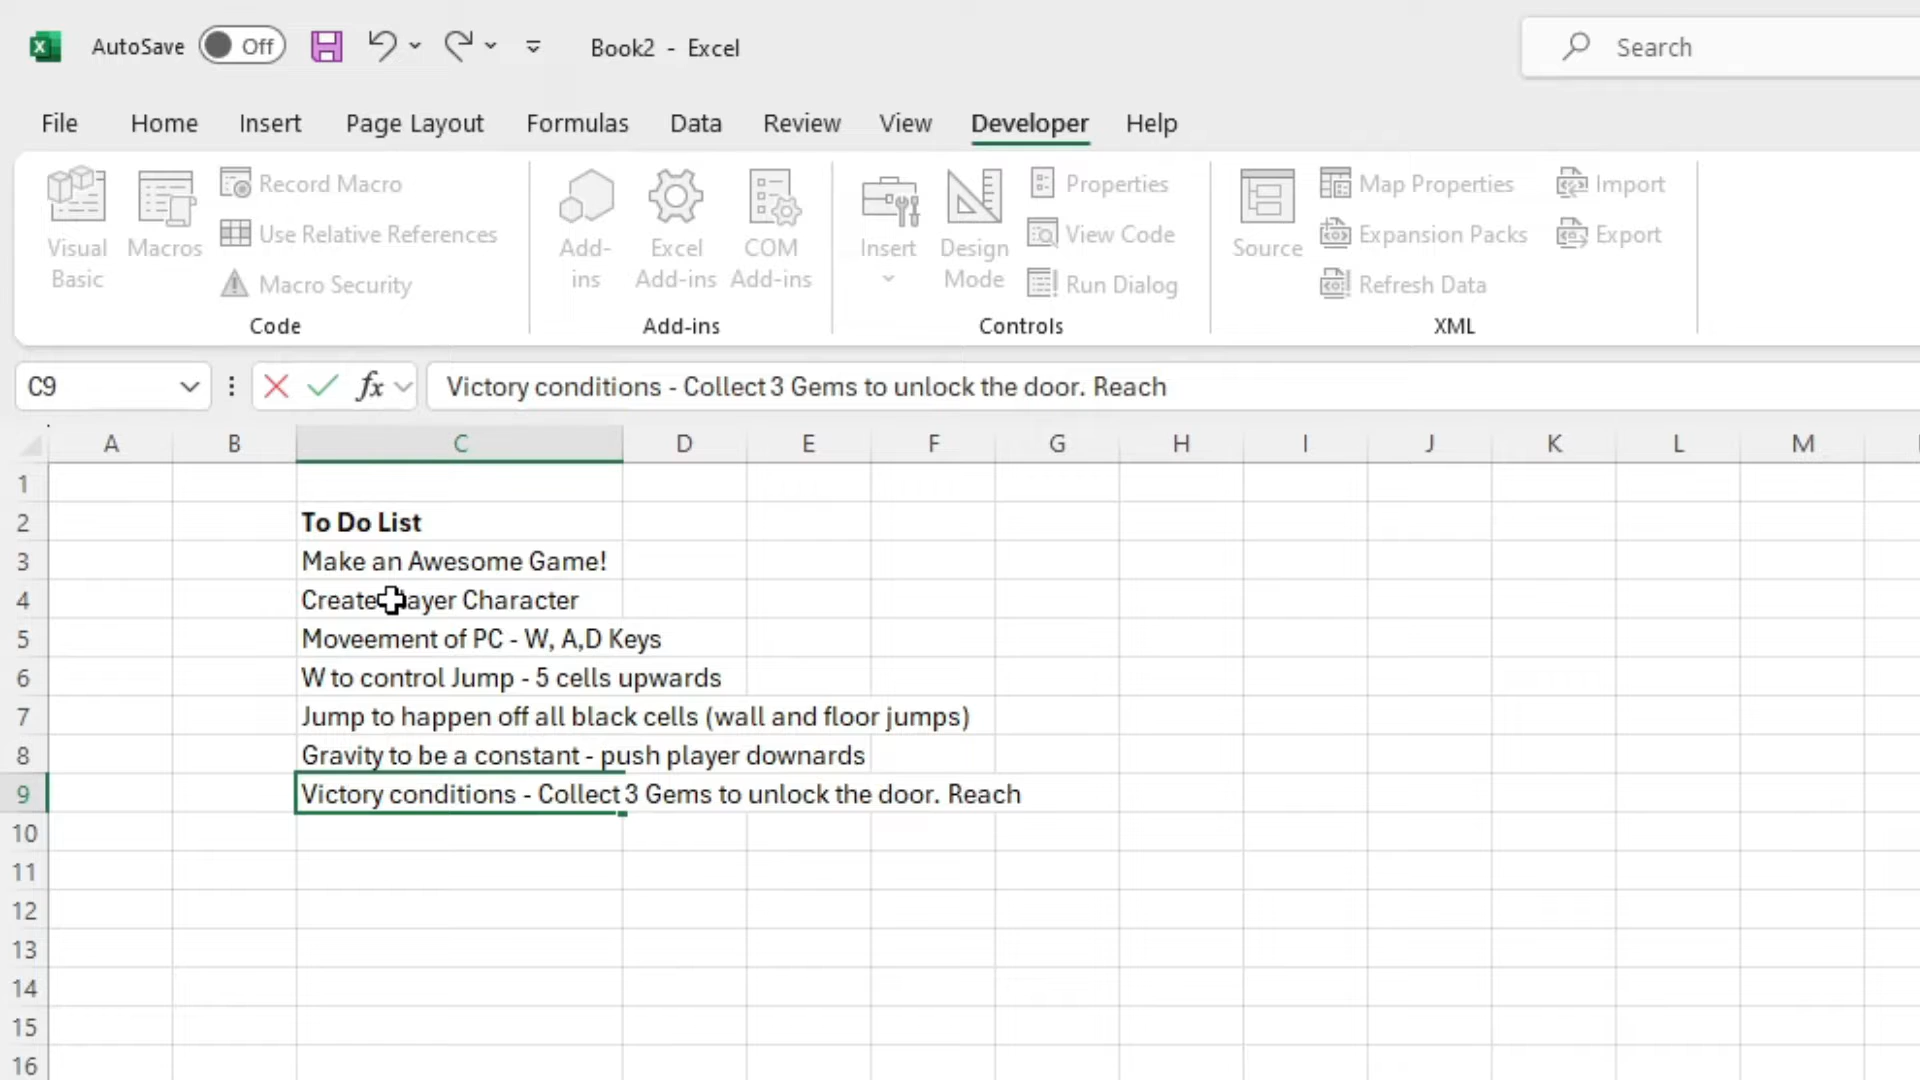 AutoSave Off Book2 - Excel Search
File Home Insert Page Layout Formulas Data Review View Developer Help
Visual Basic
Macros
Record Macro
Use Relative References
Macro Security
Code
Add-ins
Excel Add-ins
COM Add-ins
Add-ins
Insert
Design Mode
Properties
View Code
Run Dialog
Controls
Source
Map Properties
Expansion Packs
Refresh Data
Import
Export
XML
C9 fx Victory conditions - Collect 3 Gems to unlock the door. Reach
A B C D E F G H I J K L M
1
2 To Do List
3 Make an Awesome Game!
4 Create ayer Character
5 Moveement of PC - W, A,D Keys
6 W to control Jump - 5 cells upwards
7 Jump to happen off all black cells (wall and floor jumps)
8 Gravity to be a constant - push player downards
9 Victory conditions - Collect 3 Gems to unlock the door. Reach
10
11
12
13
14
15
16